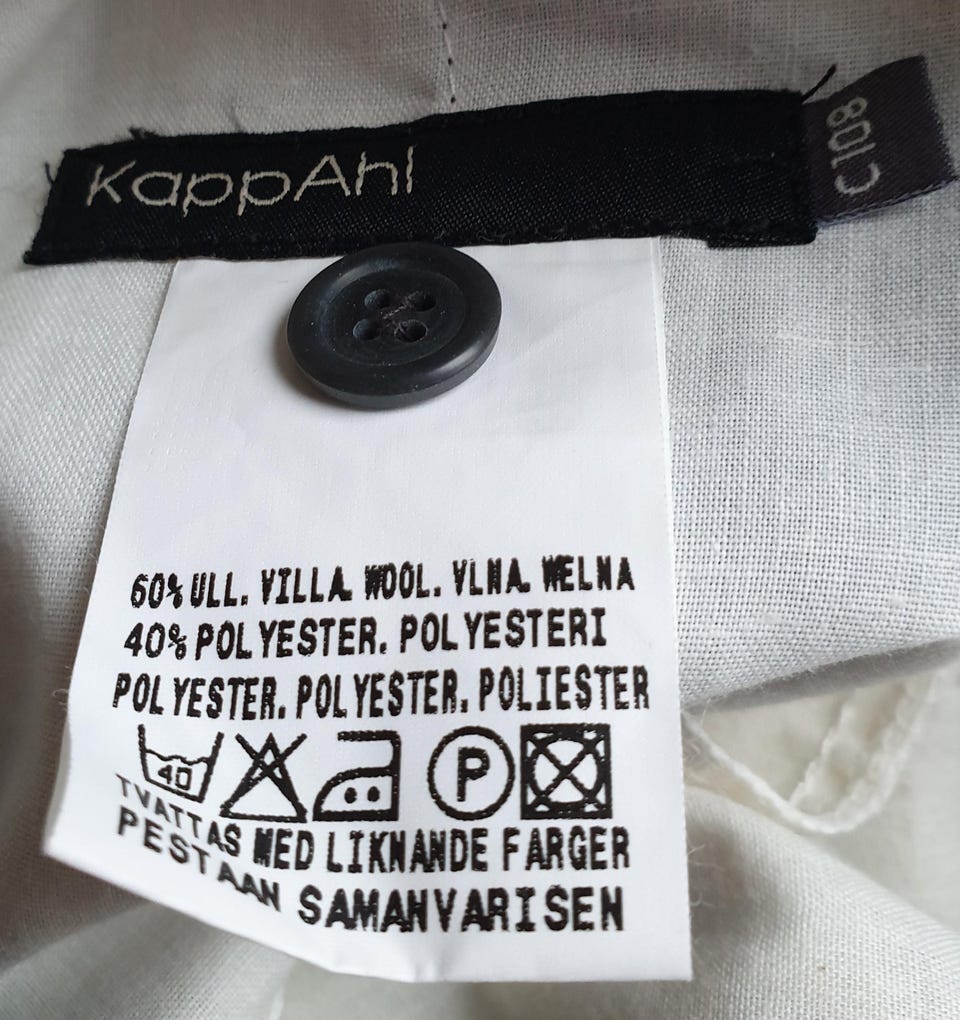 KappAhl
C108
60% ULL. VILLA. WOOL. VLNA. WELNA
40% POLYESTER. POLYESTERI
POLYESTER. POLYESTER. POLIESTER
40 P
TVATTAS MED LIKNANDE FARGER
PESTAAN SAMANVARISEN